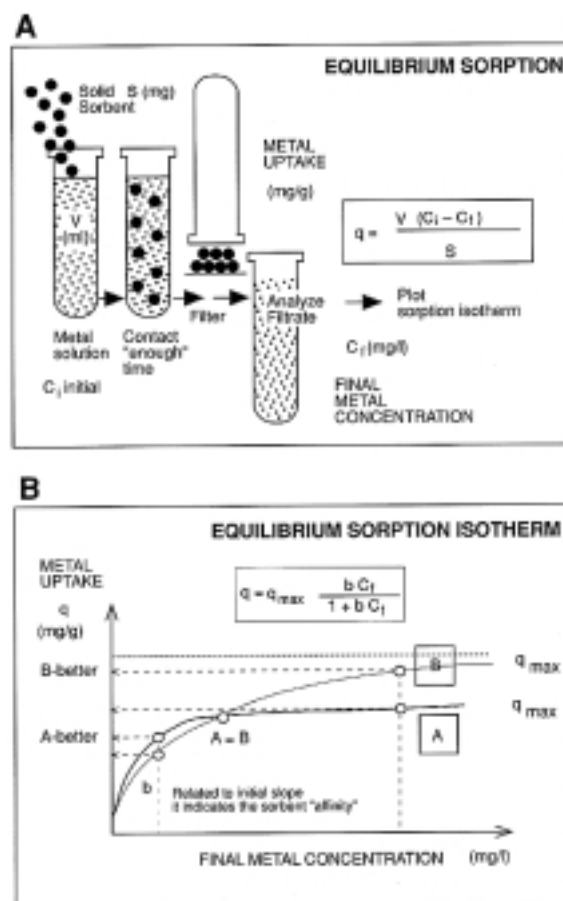 A
EQUILIBRIUM SORPTION
Solid S (mg)
Sorbent
METAL
UPTAKE
(mg/g)
V
(ml)
q = V (Ci – Cf) / S
Metal
solution
Ci initial
Contact
"enough"
time
Filter
Analyze
Filtrate
Plot
sorption isotherm
Cf (mg/l)
FINAL
METAL
CONCENTRATION
B
EQUILIBRIUM SORPTION ISOTHERM
METAL
UPTAKE
q
(mg/g)
q = qmax b Cf / 1 + b Cf
B-better
B
qmax
qmax
A-better
A = B
A
b
Related to initial slope
it indicates the sorbent "affinity"
FINAL METAL CONCENTRATION (mg/l)